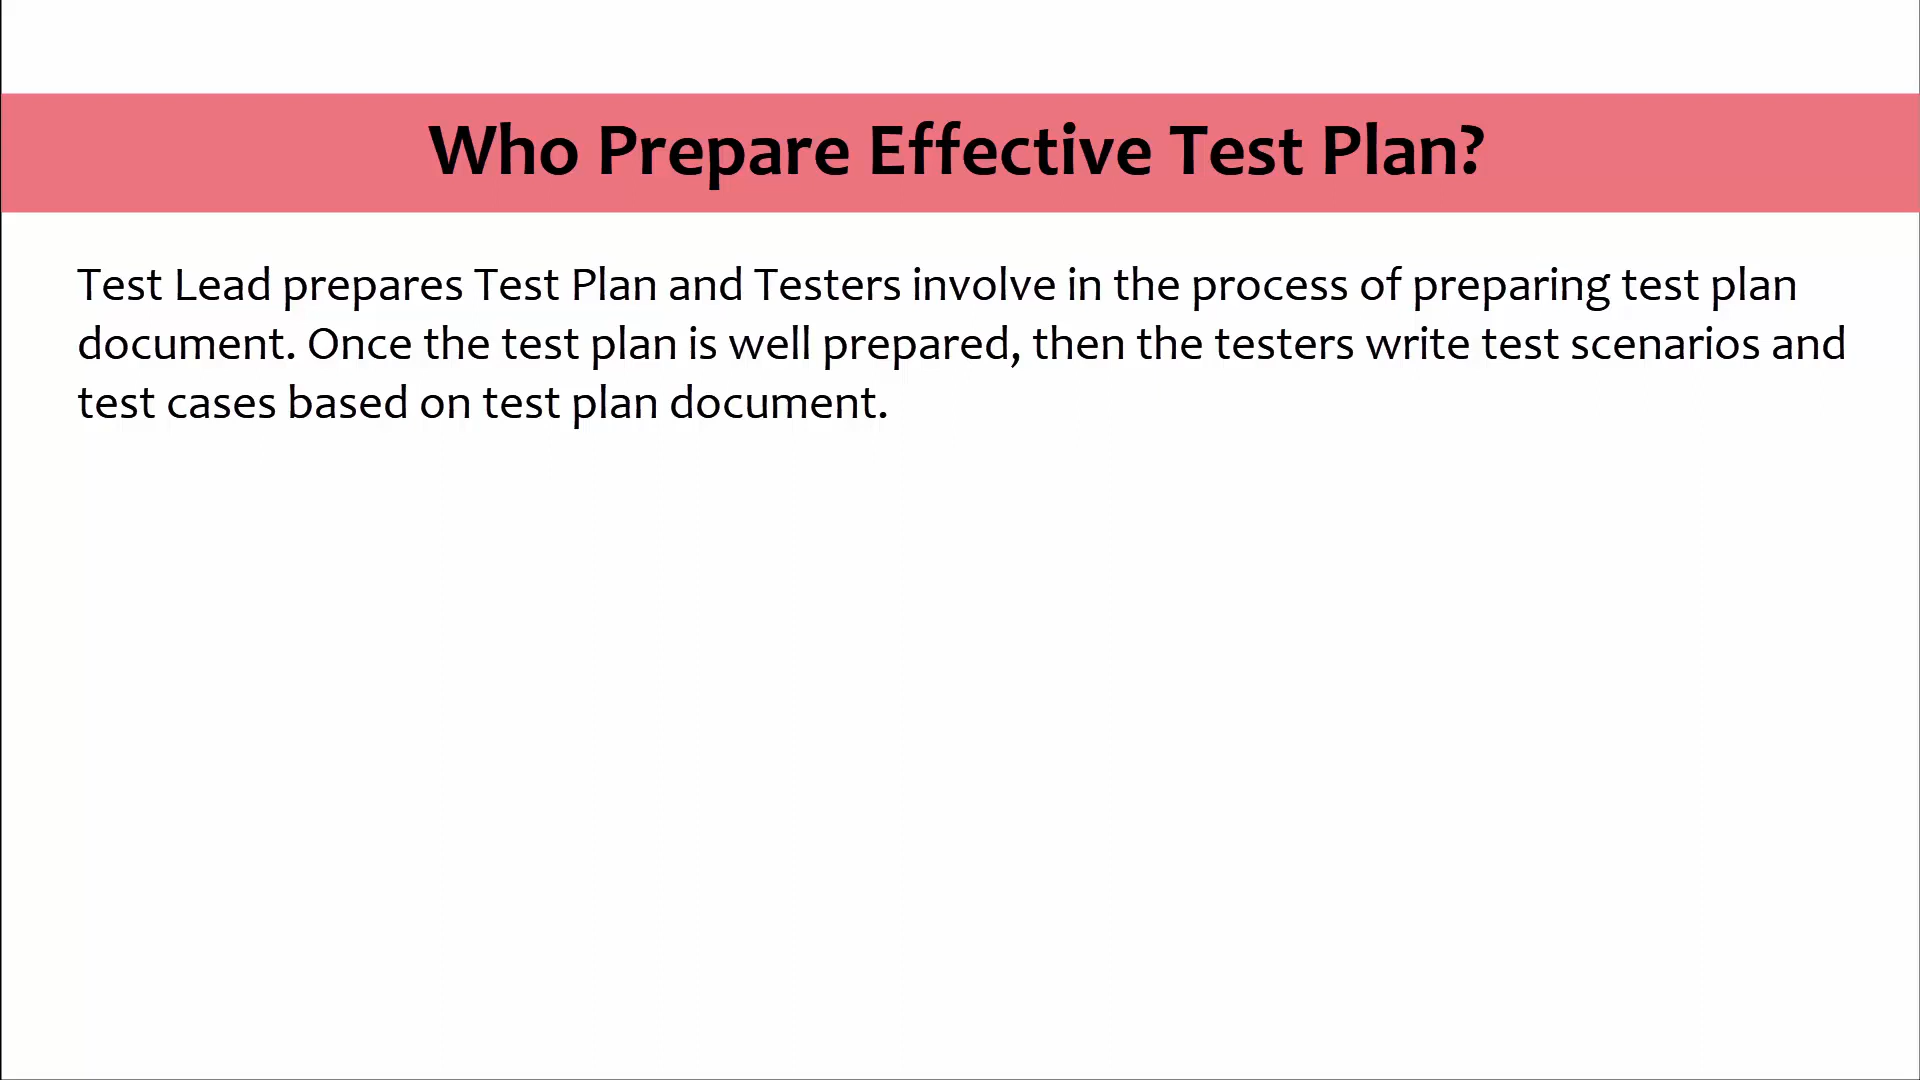 Who Prepare Effective Test Plan?
Test Lead prepares Test Plan and Testers involve in the process of preparing test plan
document. Once the test plan is well prepared, then the testers write test scenarios and
test cases based on test plan document.